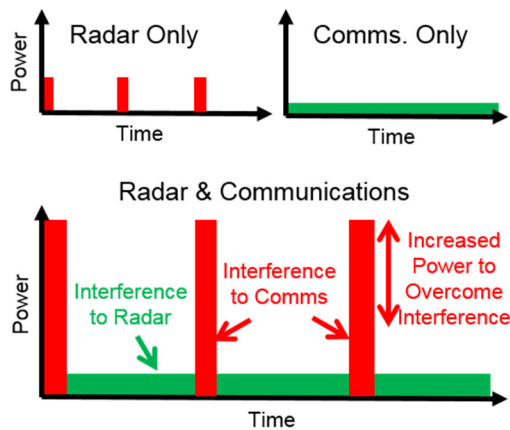 Radar Only
Power
Time
Comms. Only
Time
Radar & Communications
Power
Interference
to Radar
Interference
to Comms
Increased
Power to
Overcome
Interference
Time